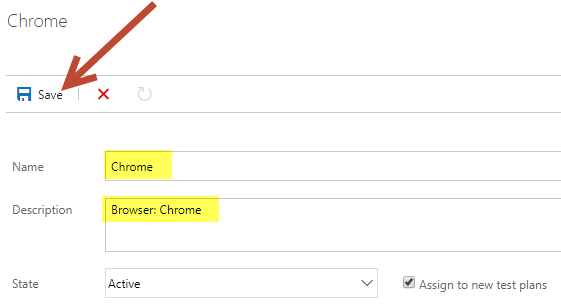 Chrome
Save
Name Chrome
Description Browser: Chrome
State Active Assign to new test plans